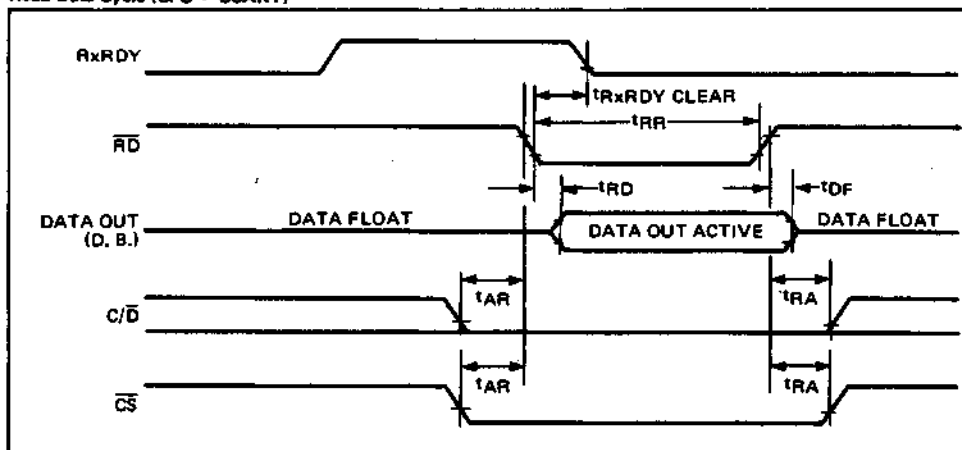 RxRDY
tRxRDY CLEAR
tRR
RD
tRD
tDF
DATA OUT
(D. B.)
DATA FLOAT
DATA OUT ACTIVE
DATA FLOAT
tAR
tRA
C/D
tAR
tRA
CS